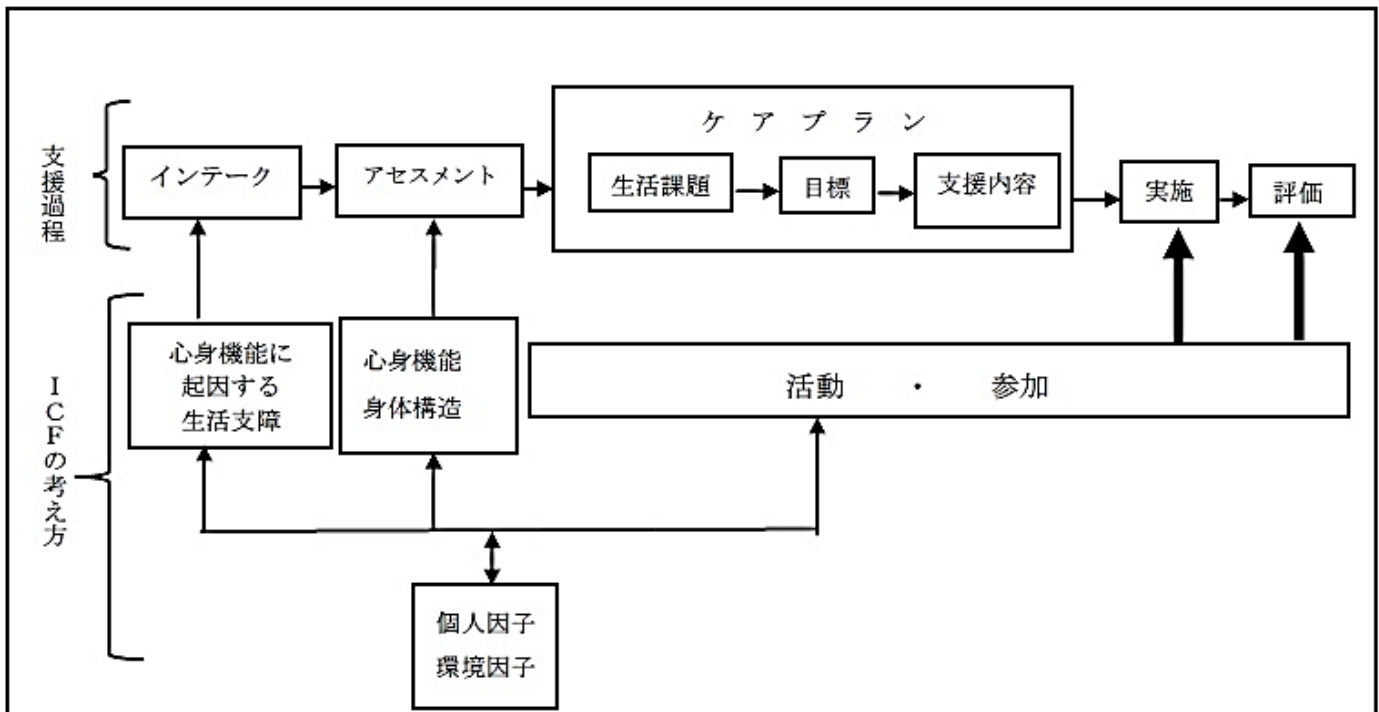 支援過程
ケアプラン
インテーク
アセスメント
生活課題
目標
支援内容
実施
評価
ICFの考え方
心身機能に
起因する
生活支障
心身機能
身体構造
活動・参加
個人因子
環境因子